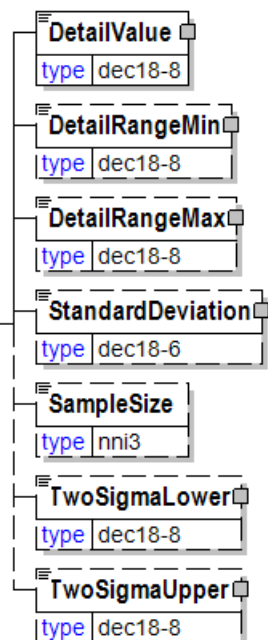 DetailValue
type dec18-8
DetailRangeMin
type dec18-8
DetailRangeMax
type dec18-8
StandardDeviation
type dec18-6
SampleSize
type nni3
TwoSigmaLower
type dec18-8
TwoSigmaUpper
type dec18-8